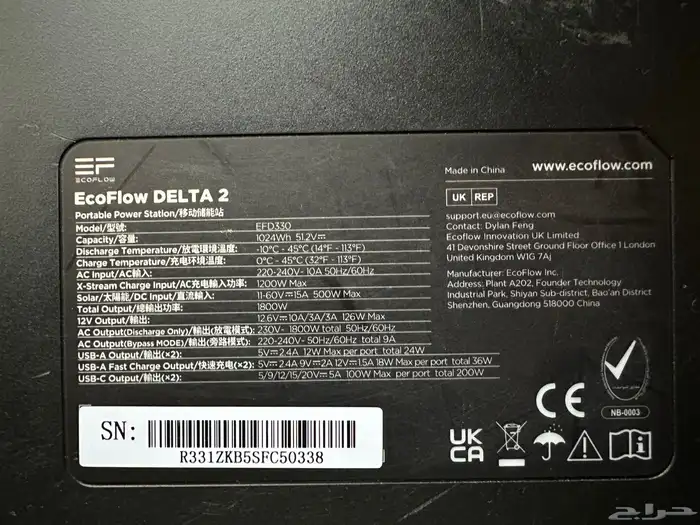 EF
ECOFLOW
EcoFlow DELTA 2
Portable Power Station/移动储能站
Model/型號: EFD330
Capacity/容量: 1024Wh 51.2V⎓
Discharge Temperature/放電環境溫度: -10°C - 45°C (14°F - 113°F)
Charge Temperature/充电环境温度: 0°C - 45°C (32°F - 113°F)
AC Input/AC輸入: 220-240V~ 10A 50Hz/60Hz
X-Stream Charge Input/AC充电输入功率: 1200W Max
Solar/太陽能/DC Input/直流輸入: 11-60V⎓15A 500W Max
Total Output/總輸出功率: 1800W
12V Output/輸出: 12.6V⎓10A/3A/3A 126W Max
AC Output(Discharge Only)/輸出(放電模式): 230V~ 1800W total 50Hz/60Hz
AC Output(Bypass MODE)/輸出(旁路模式): 220-240V~ 50Hz/60Hz total 9A
USB-A Output/輸出(×2): 5V⎓2.4A 12W Max per port total 24W
USB-A Fast Charge Output/快速充電(×2): 5V⎓2.4A 9V⎓2A 12V⎓1.5A 18W Max per port total 36W
USB-C Output/輸出(×2): 5/9/12/15/20V⎓5A 100W Max per port total 200W
SN:
R331ZKB5SFC50338
Made in China
www.ecoflow.com
UK REP
support.eu@ecoflow.com
Contact: Dylan Feng
Ecoflow Innovation UK Limited
41 Devonshire Street Ground Floor Office 1 London
United Kingdom W1G 7Aj
Manufacturer: EcoFlow Inc.
Address: Plant A202, Founder Technology
Industrial Park, Shiyan Sub-district, Bao'an District
Shenzhen, Guangdong 518000 China
CE
NB-0003
UK
CA
حراج